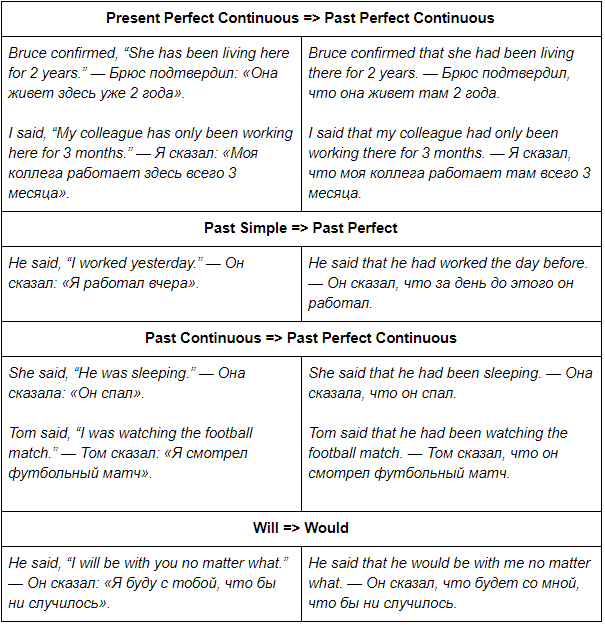 Present Perfect Continuous => Past Perfect Continuous
Bruce confirmed, “She has been living here
for 2 years.” — Брюс подтвердил: «Она
живет здесь уже 2 года».
I said, “My colleague has only been working
here for 3 months.” — Я сказал: «Моя
коллега работает здесь всего 3
месяца».
Bruce confirmed that she had been living
there for 2 years. — Брюс подтвердил,
что она живет там 2 года.
I said that my colleague had only been
working there for 3 months. — Я сказал,
что моя коллега работает там всего 3
месяца.
Past Simple => Past Perfect
He said, “I worked yesterday.” — Он
сказал: «Я работал вчера».
He said that he had worked the day before.
— Он сказал, что за день до этого он
работал.
Past Continuous => Past Perfect Continuous
She said, “He was sleeping.” — Она
сказала: «Он спал».
Tom said, “I was watching the football
match.” — Том сказал: «Я смотрел
футбольный матч».
She said that he had been sleeping. — Она
сказала, что он спал.
Tom said that he had been watching the
football match. — Том сказал, что он
смотрел футбольный матч.
Will => Would
He said, “I will be with you no matter what.”
— Он сказал: «Я буду с тобой, что бы
ни случилось».
He said that he would be with me no matter
what. — Он сказал, что будет со мной,
что бы ни случилось.